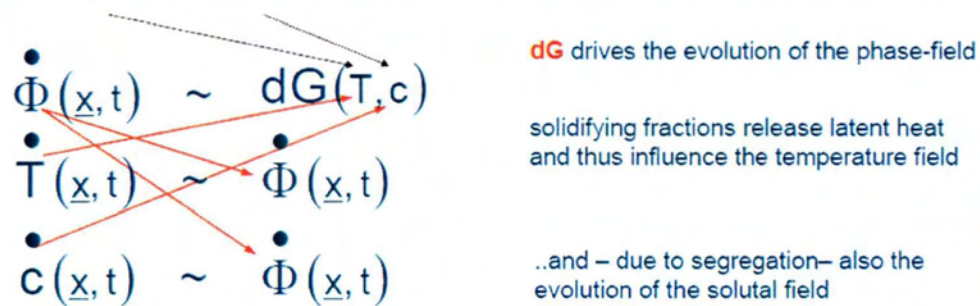 Φ̇(x̲,t) ~ dG(T,c)
dG drives the evolution of the phase-field
Ṫ(x̲,t) ~ Φ̇(x̲,t)
solidifying fractions release latent heat
and thus influence the temperature field
ċ(x̲,t) ~ Φ̇(x̲,t)
..and – due to segregation– also the
evolution of the solutal field